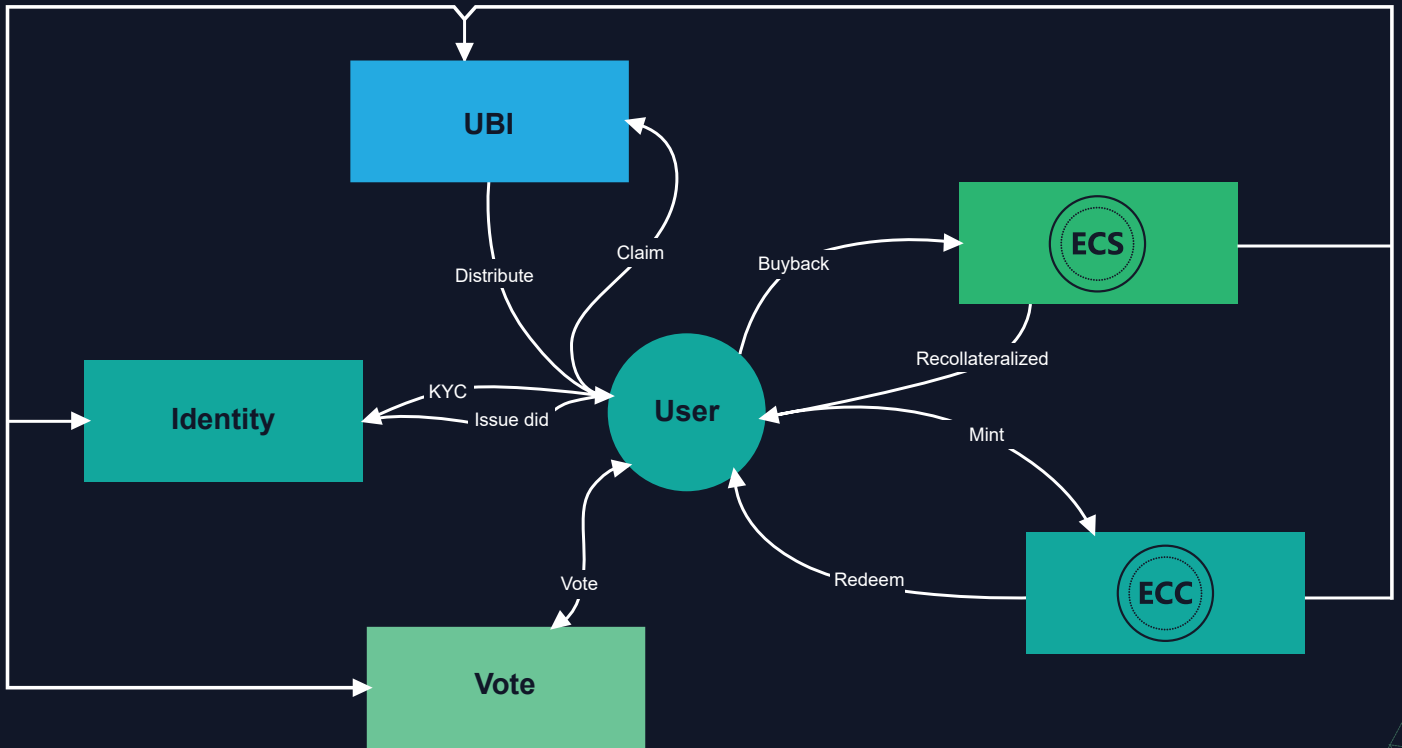 UBI
ECS
Claim
Buyback
Distribute
Recollateralized
KYC
Identity
Issue did
User
Mint
Redeem
ECC
Vote
Vote